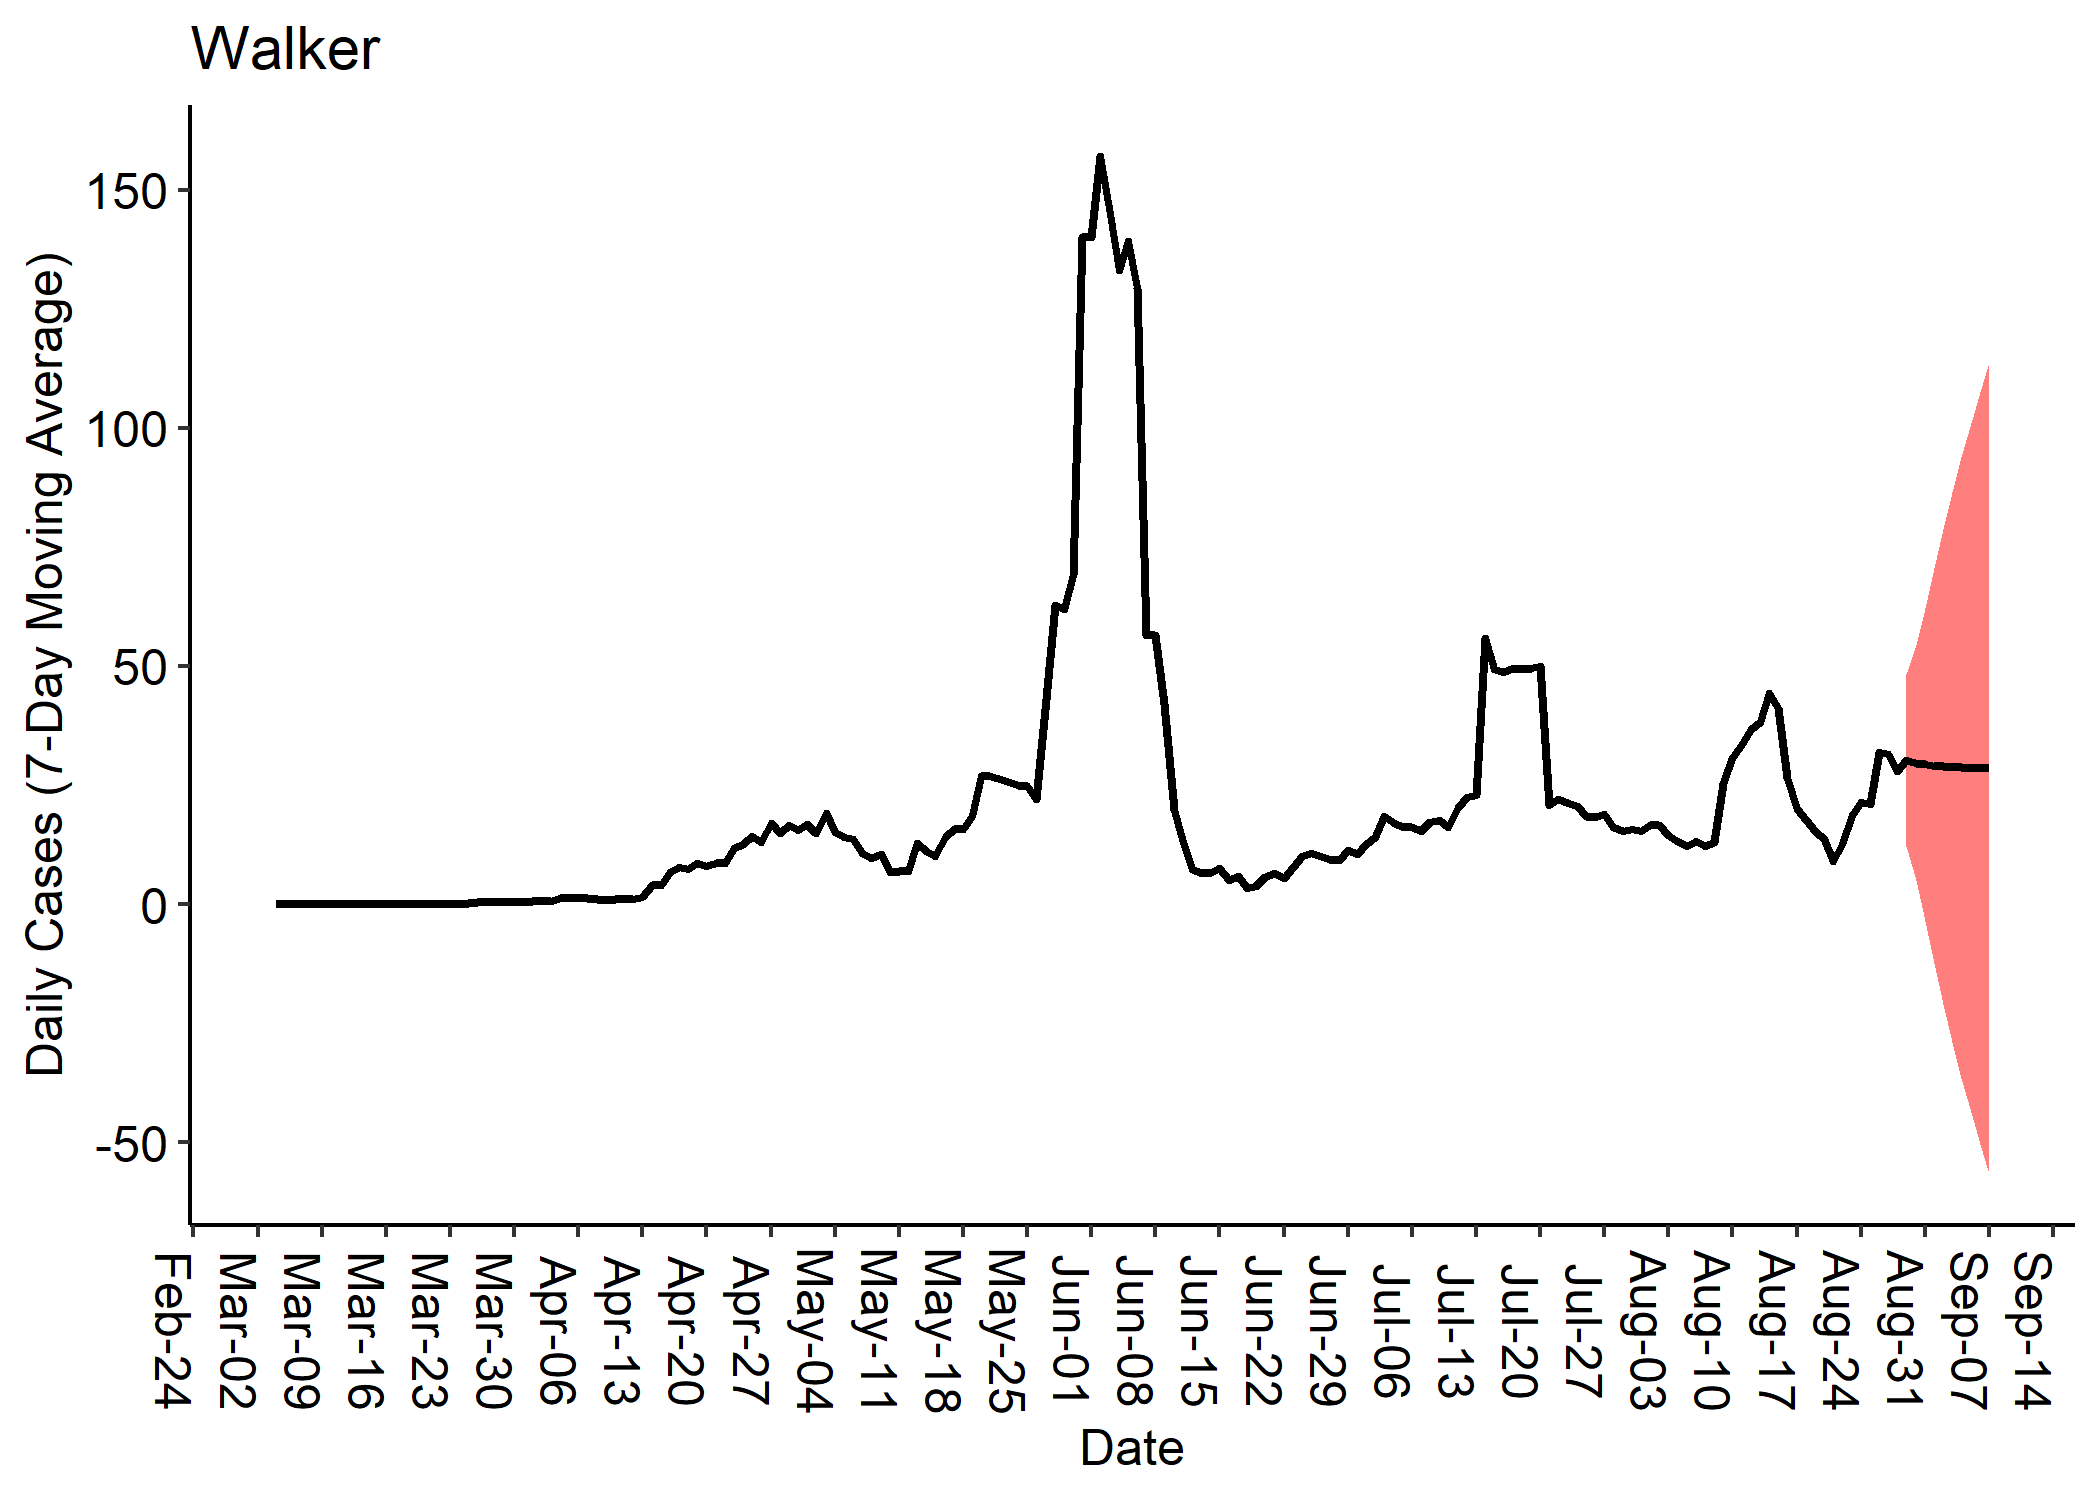 Walker
Daily Cases (7-Day Moving Average)
150
100
50
0
-50
Feb-24
Mar-02
Mar-09
Mar-16
Mar-23
Mar-30
Apr-06
Apr-13
Apr-20
Apr-27
May-04
May-11
May-18
May-25
Jun-01
Jun-08
Jun-15
Jun-22
Jun-29
Jul-06
Jul-13
Jul-20
Jul-27
Aug-03
Aug-10
Aug-17
Aug-24
Aug-31
Sep-07
Sep-14
Date